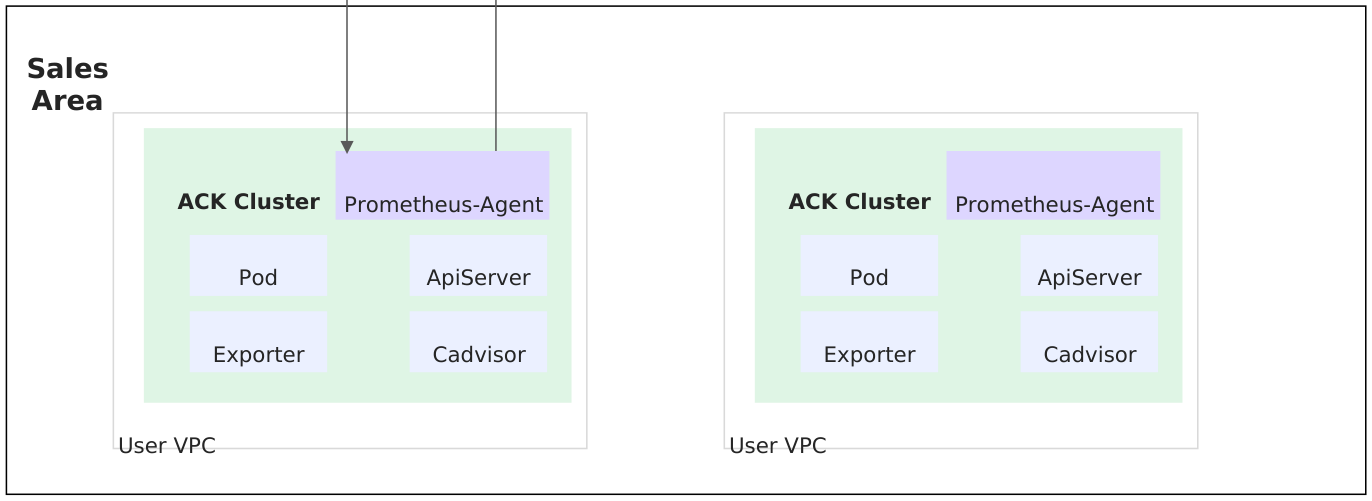 Sales
Area
ACK Cluster
Prometheus-Agent
Pod
ApiServer
Exporter
Cadvisor
User VPC
ACK Cluster
Prometheus-Agent
Pod
ApiServer
Exporter
Cadvisor
User VPC